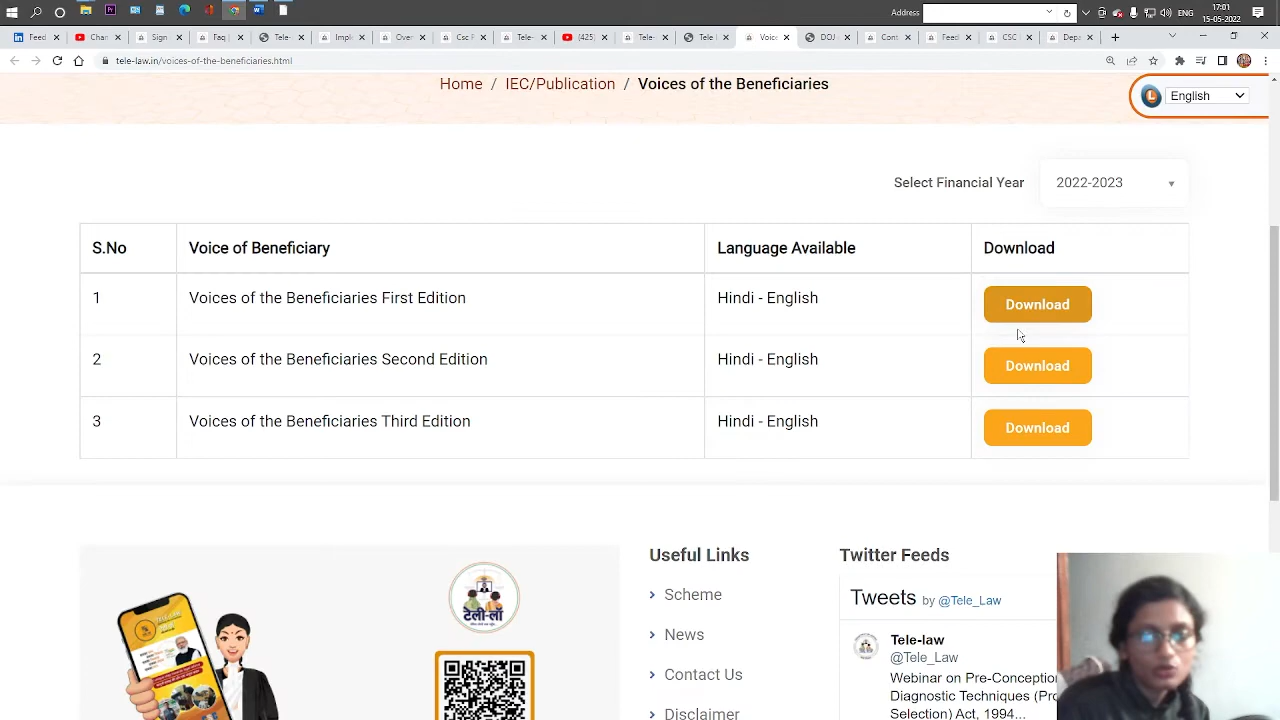 Address
ENG
17:01
15-05-2022
Feed
Chan
(425)
tele-law.in/voices-of-the-beneficiaries.html
Home / IEC/Publication / Voices of the Beneficiaries
English
Select Financial Year
2022-2023
S.No
Voice of Beneficiary
Language Available
Download
1
Voices of the Beneficiaries First Edition
Hindi - English
Download
2
Voices of the Beneficiaries Second Edition
Hindi - English
Download
3
Voices of the Beneficiaries Third Edition
Hindi - English
Download
टेली-लॉ
Useful Links
Scheme
News
Contact Us
Disclaimer
Twitter Feeds
Tweets by @Tele_Law
Tele-law
@Tele_Law
Webinar on Pre-Conception
Diagnostic Techniques (Pro
Selection) Act, 1994...